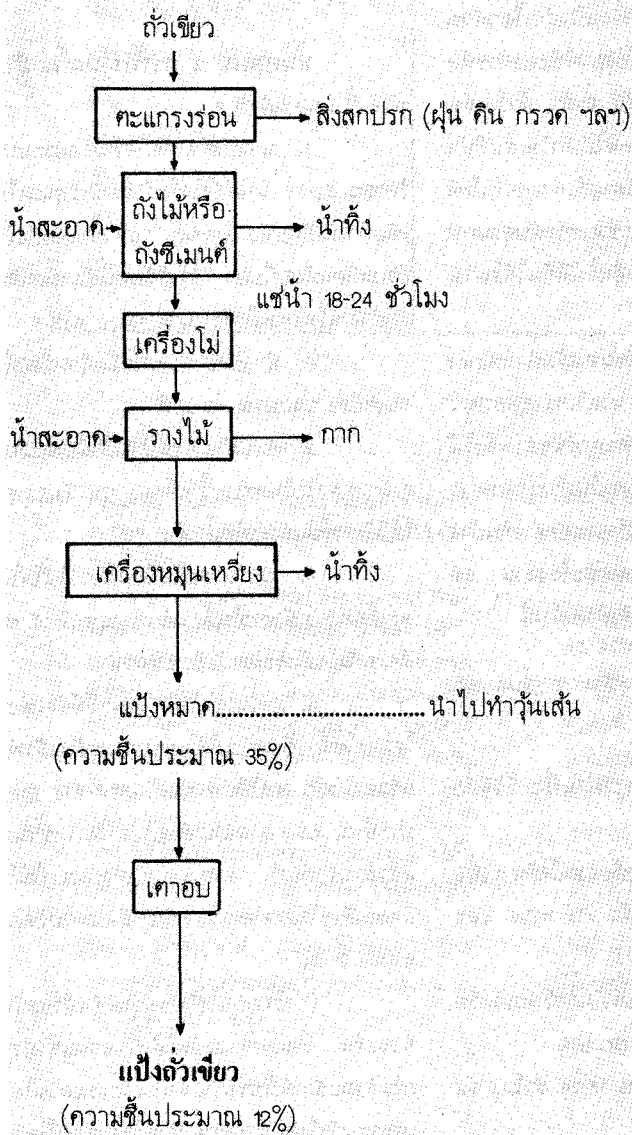 ถั่วเขียว
ตะแกรงร่อน
สิ่งสกปรก (ฝุ่น ดิน กรวด ฯลฯ)
น้ำสะอาด
ถังไม้หรือ
ถังซีเมนต์
น้ำทิ้ง
แช่น้ำ 18-24 ชั่วโมง
เครื่องโม่
น้ำสะอาด
รางไม้
กาก
เครื่องหมุนเหวี่ยง
น้ำทิ้ง
แป้งหมาด....................................นำไปทำวุ้นเส้น
(ความชื้นประมาณ 35%)
เตาอบ
แป้งถั่วเขียว
(ความชื้นประมาณ 12%)